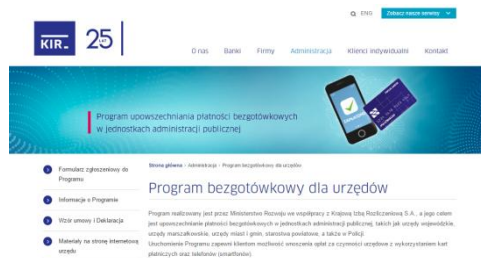 ENG Zobacz nasze serwisy
KIR 25 LAT
O nas Banki Firmy Administracja Klienci indywidualni Kontakt
Program upowszechniania płatności bezgotówkowych
w jednostkach administracji publicznej
Formularz zgłoszeniowy do
Programu
Informacje o Programie
Wzór umowy i Deklaracja
Materiały na stronę internetową
urzędu
Strona główna / Administracja / Program bezgotówkowy dla urzędów
Program bezgotówkowy dla urzędów
Program realizowany jest przez Ministerstwo Rozwoju we współpracy z Krajową Izbą Rozliczeniową S.A., a jego celem
jest upowszechnianie płatności bezgotówkowych w jednostkach administracji publicznej, takich jak urzędy wojewódzkie,
urzędy marszałkowskie, urzędy miast i gmin, starostwa powiatowe, a także w Policji.
Uruchomienie Programu zapewni klientom możliwość wnoszenia opłat za czynności urzędowe z wykorzystaniem kart
płatniczych oraz telefonów (smartfonów).